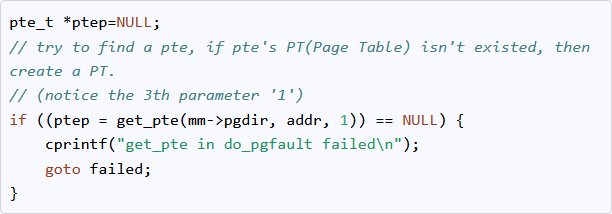 pte_t *ptep=NULL;
// try to find a pte, if pte's PT(Page Table) isn't existed, then
create a PT.
// (notice the 3th parameter '1')
if ((ptep = get_pte(mm->pgdir, addr, 1)) == NULL) {
    cprintf("get_pte in do_pgfault failed\n");
    goto failed;
}